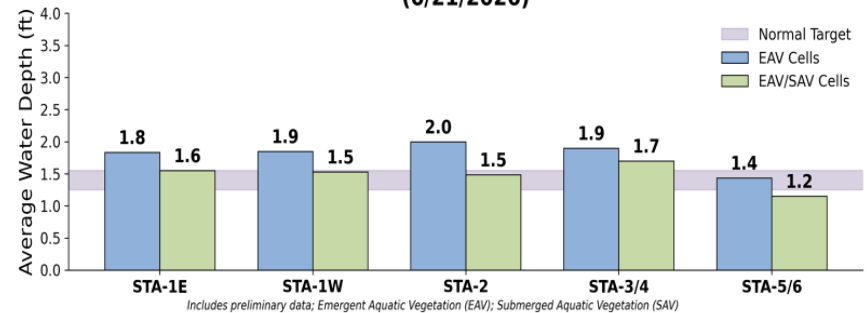 (6/21/2026)
Average Water Depth (ft)
4.0
3.5
3.0
2.5
2.0
1.5
1.0
0.5
0.0
Normal Target
EAV Cells
EAV/SAV Cells
1.8
1.6
1.9
1.5
2.0
1.5
1.9
1.7
1.4
1.2
STA-1E
STA-1W
STA-2
STA-3/4
STA-5/6
Includes preliminary data; Emergent Aquatic Vegetation (EAV); Submerged Aquatic Vegetation (SAV)